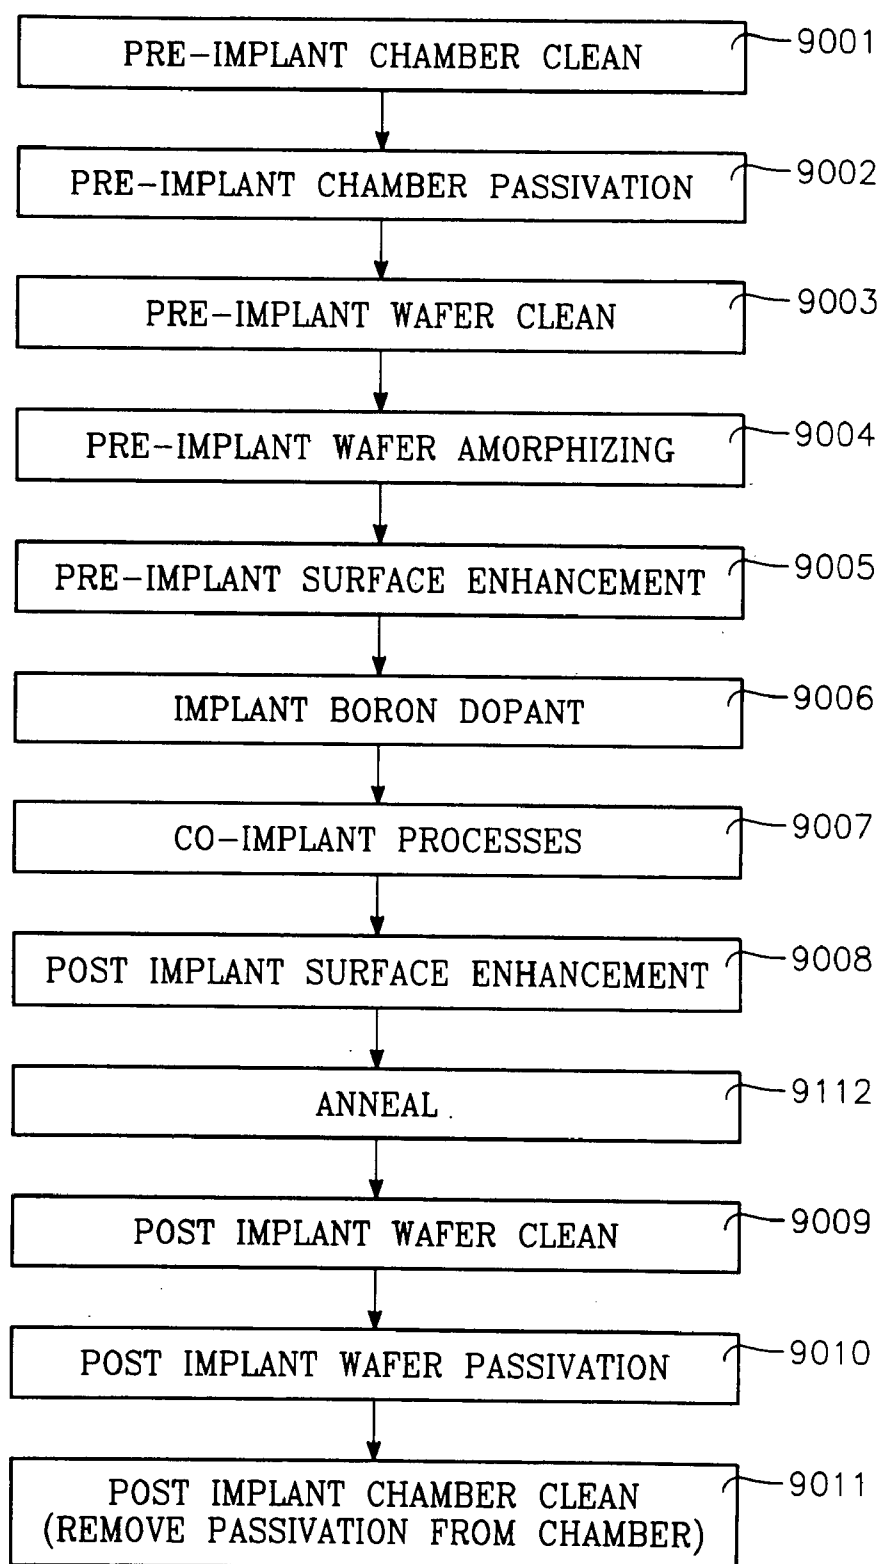 PRE-IMPLANT CHAMBER CLEAN 9001
PRE-IMPLANT CHAMBER PASSIVATION 9002
PRE-IMPLANT WAFER CLEAN 9003
PRE-IMPLANT WAFER AMORPHIZING 9004
PRE-IMPLANT SURFACE ENHANCEMENT 9005
IMPLANT BORON DOPANT 9006
CO-IMPLANT PROCESSES 9007
POST IMPLANT SURFACE ENHANCEMENT 9008
ANNEAL 9112
POST IMPLANT WAFER CLEAN 9009
POST IMPLANT WAFER PASSIVATION 9010
POST IMPLANT CHAMBER CLEAN 9011
(REMOVE PASSIVATION FROM CHAMBER)